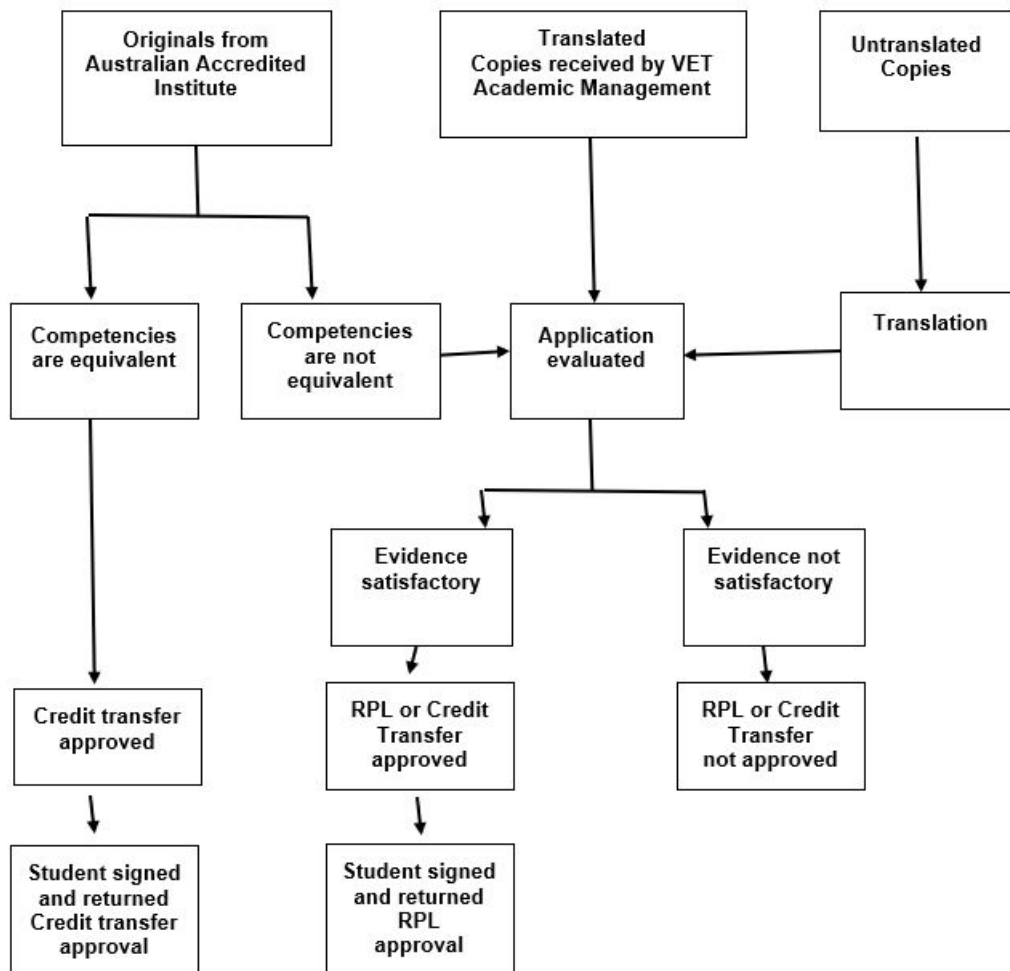 Originals from
Australian Accredited
Institute
Translated
Copies received by VET
Academic Management
Untranslated
Copies
Competencies
are equivalent
Competencies
are not
equivalent
Application
evaluated
Translation
Evidence
satisfactory
Evidence not
satisfactory
Credit transfer
approved
RPL or Credit
Transfer
approved
RPL or Credit
Transfer
not approved
Student signed
and returned
Credit transfer
approval
Student signed
and returned
RPL
approval